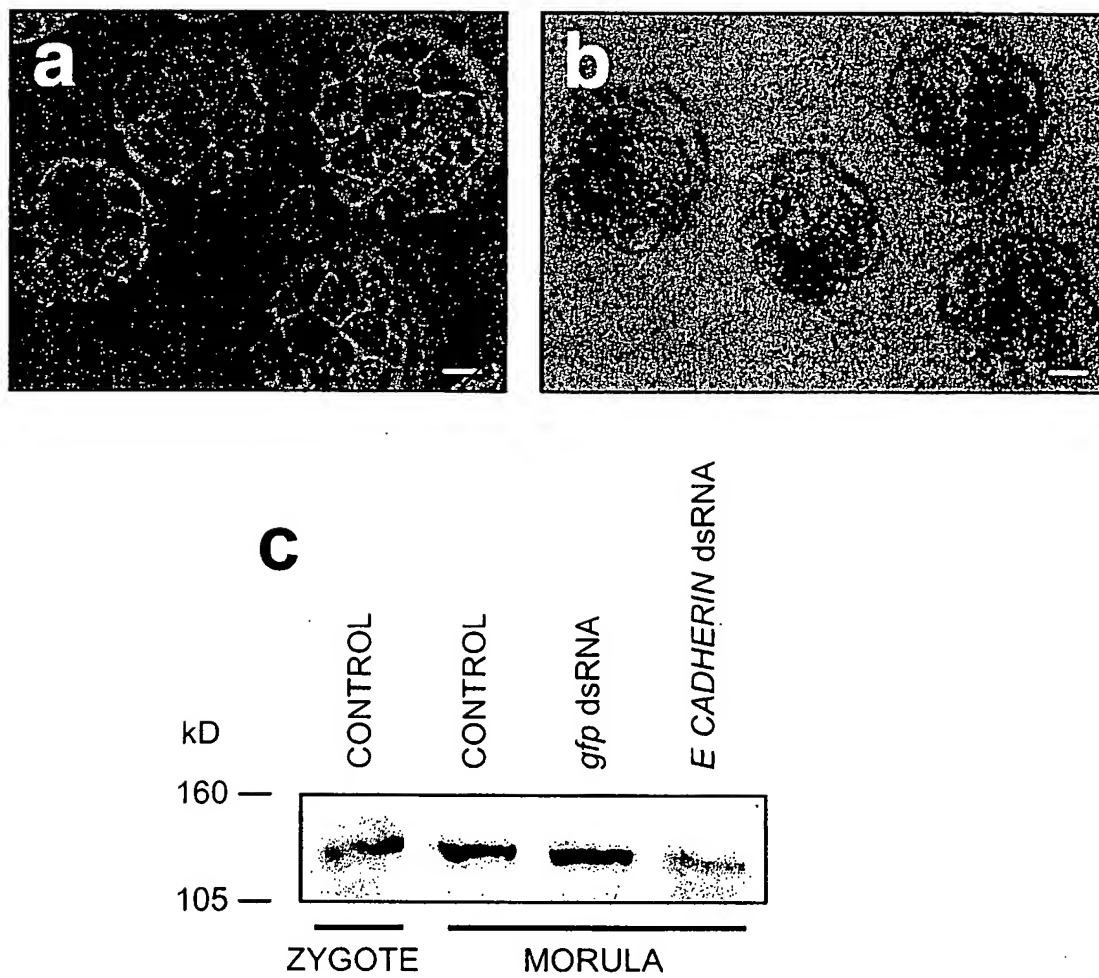 a
b
c
CONTROL
CONTROL
gfp dsRNA
E CADHERIN dsRNA
kD
160
105
ZYGOTE
MORULA